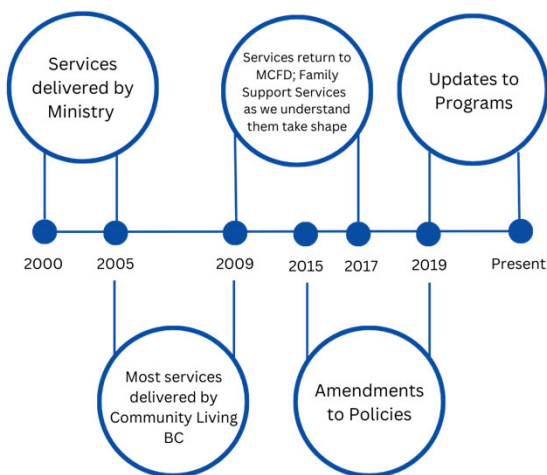 Services
delivered by
Ministry
Services return to
MCFD; Family
Support Services
as we understand
them take shape
Updates to
Programs
2000
2005
2009
2015
2017
2019
Present
Most services
delivered by
Community Living
BC
Amendments
to Policies